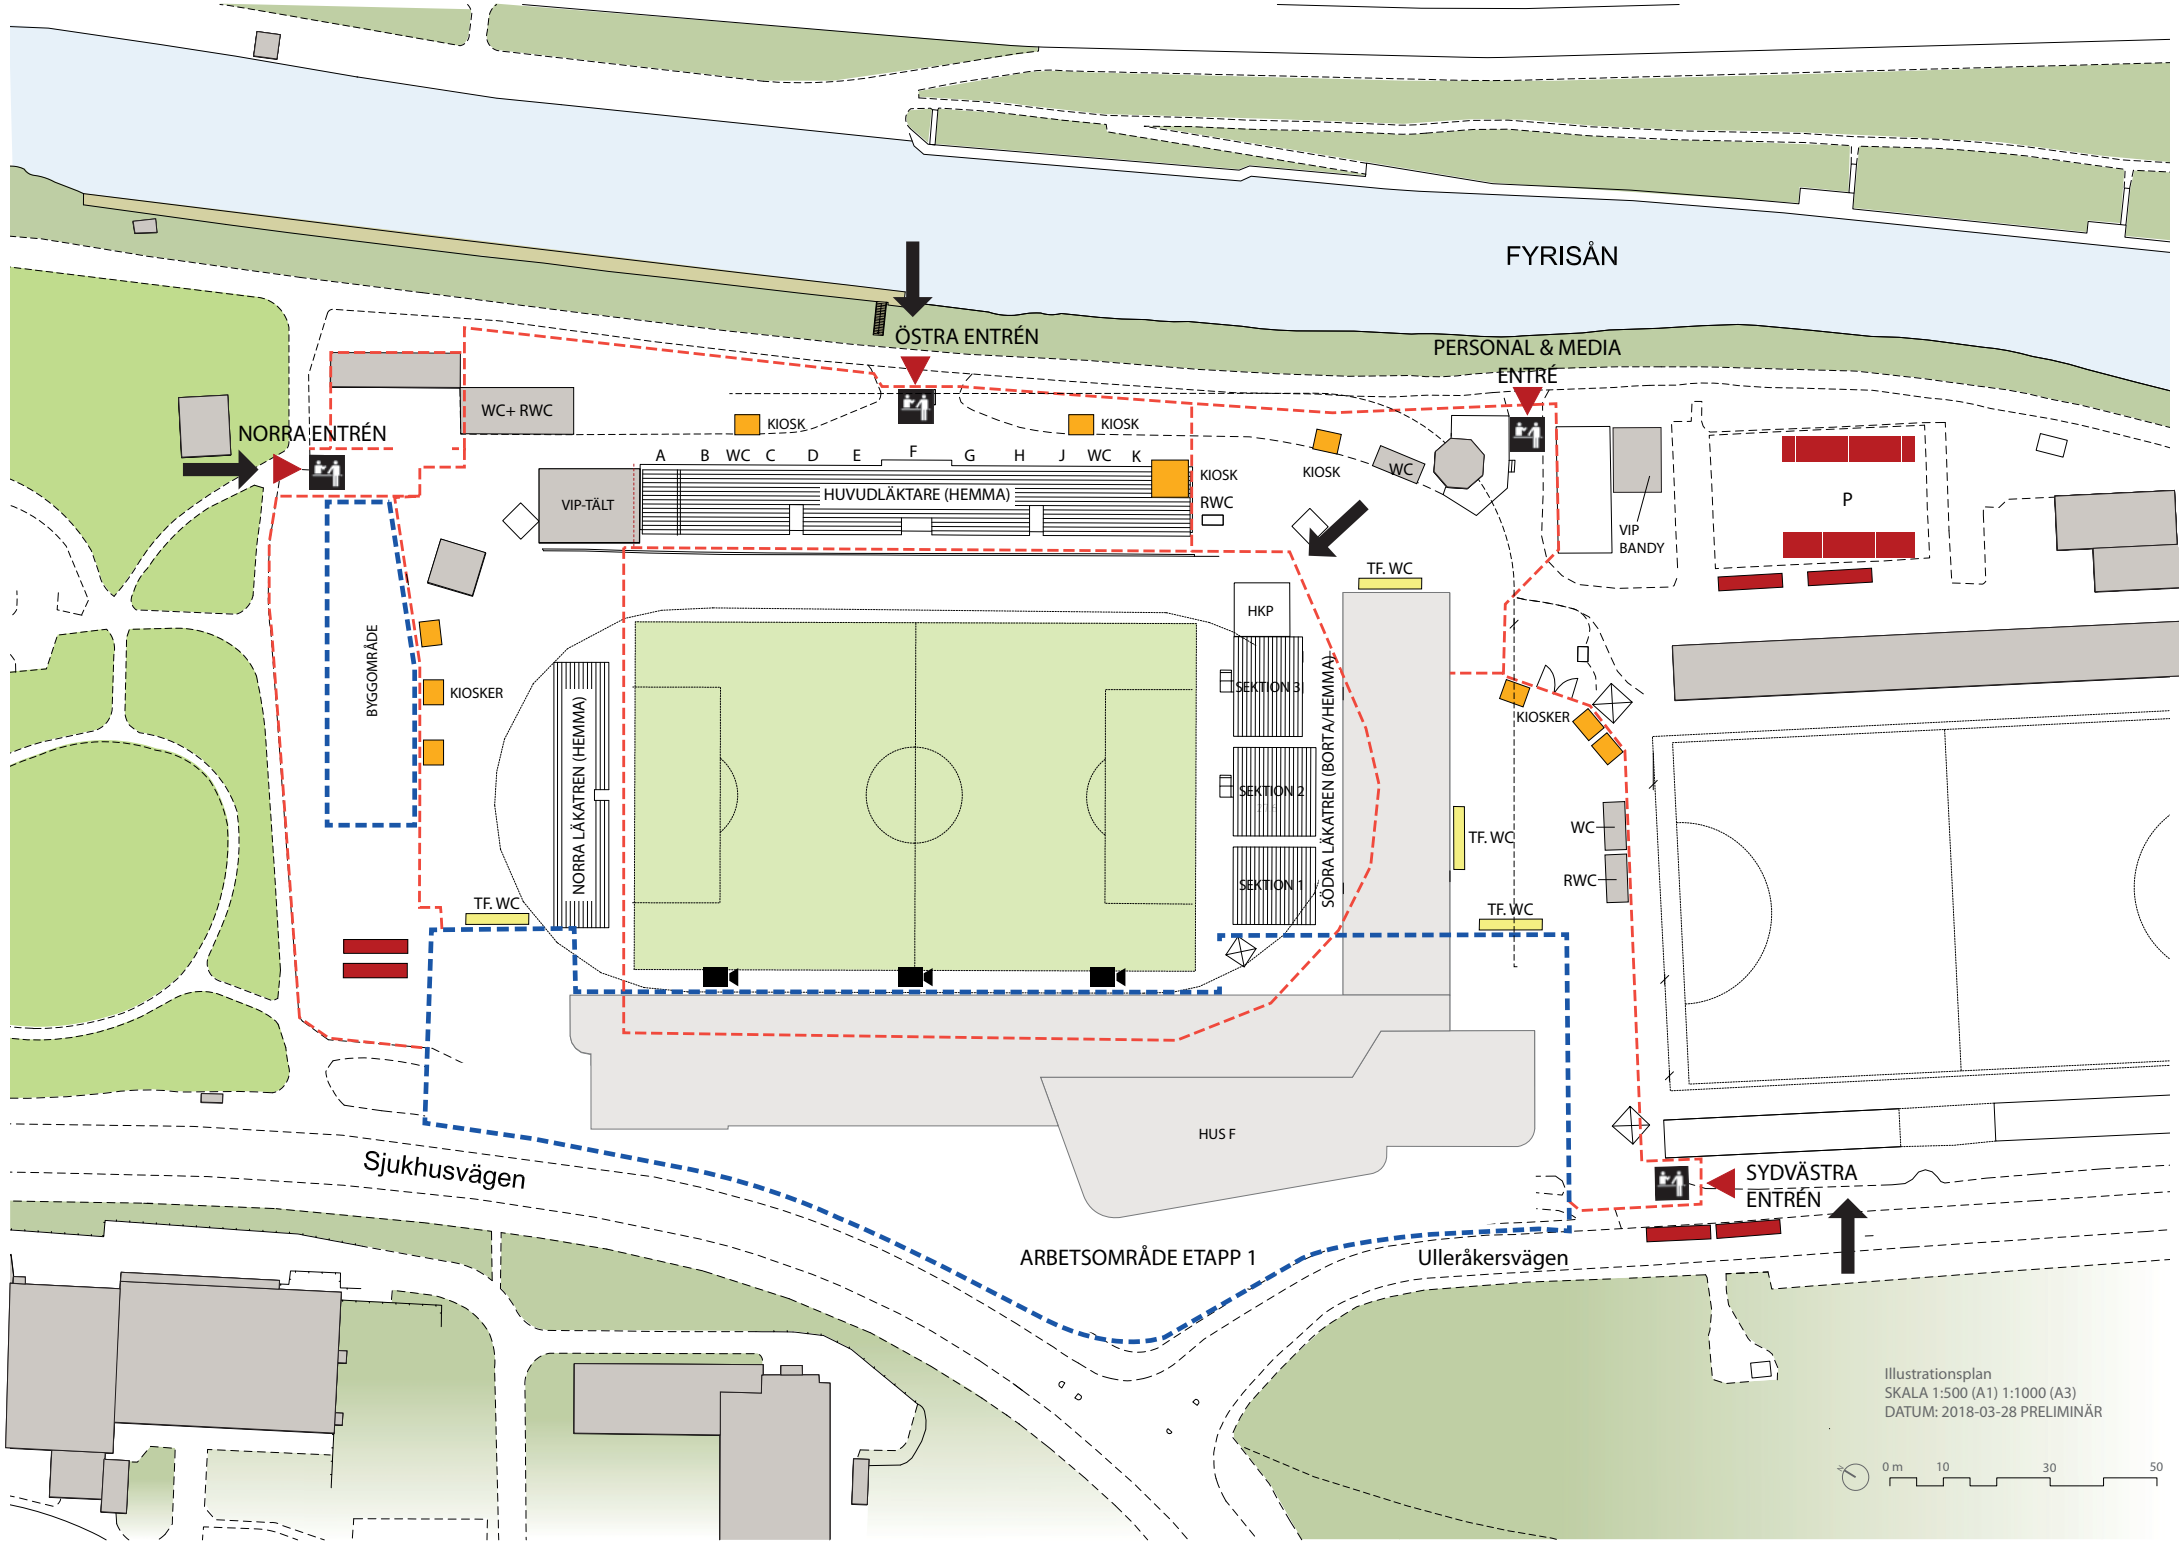 FYRISÅN
ÖSTRA ENTRÉN
PERSONAL & MEDIA
ENTRÉ
WC+ RWC
NORRA ENTRÉN
KIOSK
KIOSK
KIOSK
WC
A B WC C D E F G H J WC K
KIOSK
RWC
VIP-TÄLT
HUVUDLÄKTARE (HEMMA)
VIP
BANDY
P
TF. WC
HKP
BYGGOMRÅDE
KIOSKER
NORRA LÄKATREN (HEMMA)
SEKTION 3
SEKTION 2
SEKTION 1
SÖDRA LÄKATREN (BORTA/HEMMA)
KIOSKER
TF. WC
WC
RWC
TF. WC
TF. WC
HUS F
Sjukhusvägen
SYDVÄSTRA
ENTRÉN
ARBETSOMRÅDE ETAPP 1
Ulleråkersvägen
Illustrationsplan
SKALA 1:500 (A1) 1:1000 (A3)
DATUM: 2018-03-28 PRELIMINÄR
N
0 m 10 30 50